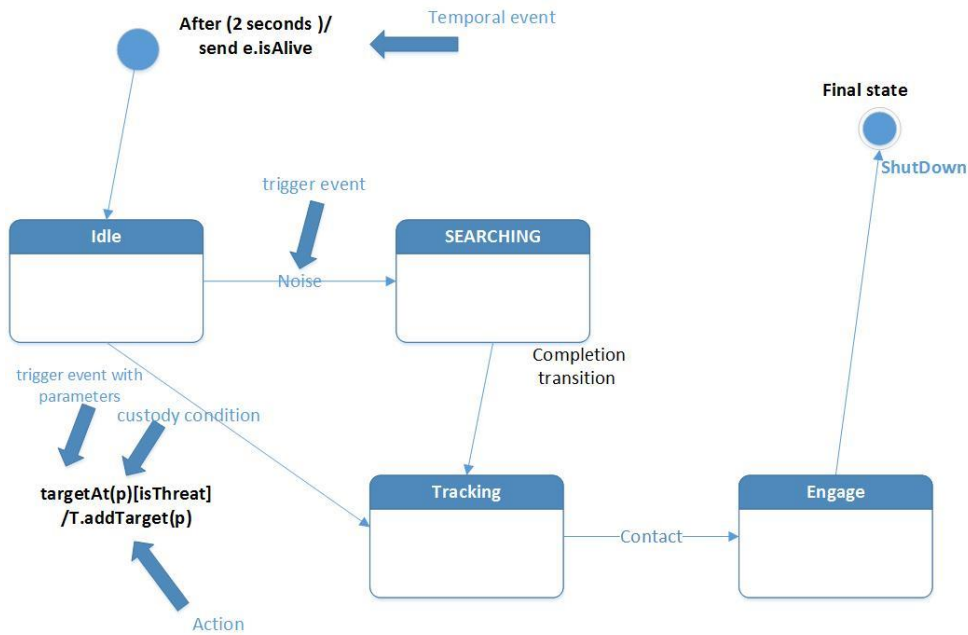 After (2 seconds )/
send e.isAlive
Temporal event
Final state
ShutDown
trigger event
Idle
SEARCHING
Noise
Completion
transition
trigger event with
parameters
custody condition
targetAt(p)[isThreat]
/T.addTarget(p)
Tracking
Engage
Contact
Action